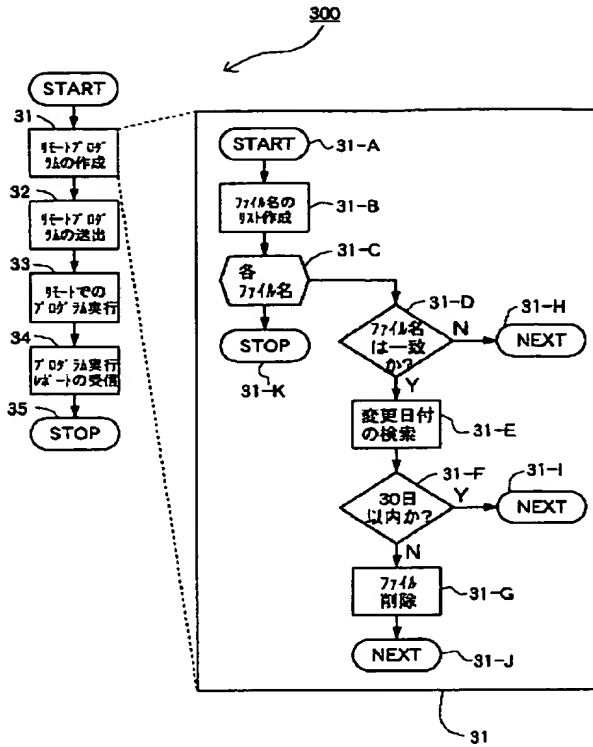 300
START
31
リモートプログ
ラムの作成
32
リモートプログ
ラムの送出
33
リモートでの
プログラム実行
34
プログラム実行
レポートの受信
35
STOP
START
31-A
ファイル名の
リスト作成
31-B
各
ファイル名
31-C
STOP
31-K
ファイル名
は一致
か?
31-D
N
NEXT
31-H
Y
変更日付
の検索
31-E
30日
以内か?
31-F
Y
NEXT
31-I
N
ファイル
削除
31-G
NEXT
31-J
31